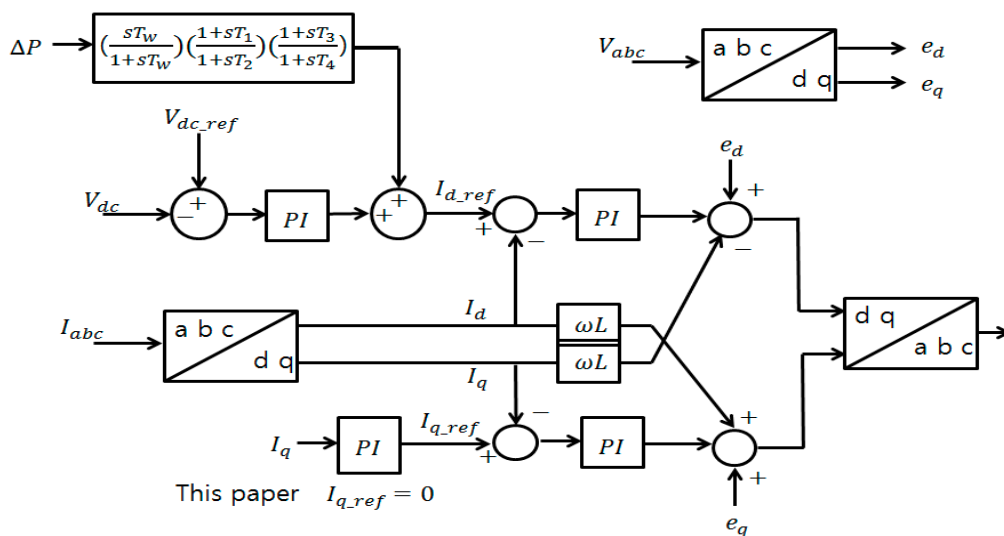 ΔP
(sT_w/1+sT_w)(1+sT_1/1+sT_2)(1+sT_3/1+sT_4)
V_abc
a b c
d q
e_d
e_q
V_dc_ref
V_dc
+
−
PI
+
+
I_d_ref
+
−
PI
e_d
+
−
I_abc
a b c
d q
I_d
I_q
ωL
ωL
d q
a b c
I_q
PI
I_q_ref
−
+
PI
+
+
e_q
This paper I_q_ref = 0